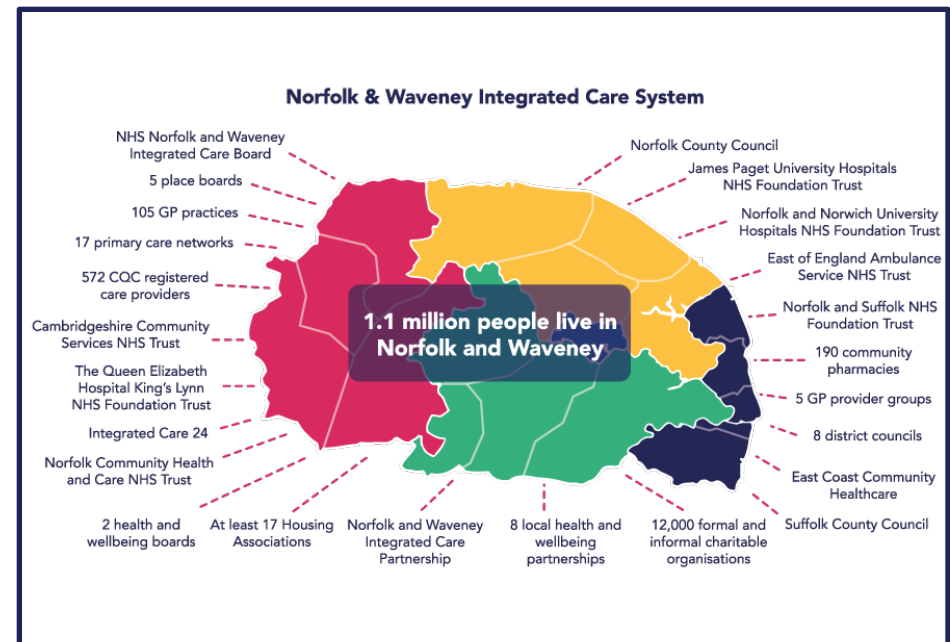 Norfolk & Waveney Integrated Care System
NHS Norfolk and Waveney
Integrated Care Board
5 place boards
105 GP practices
17 primary care networks
572 CQC registered
care providers
Cambridgeshire Community
Services NHS Trust
The Queen Elizabeth
Hospital King's Lynn
NHS Foundation Trust
Integrated Care 24
Norfolk Community Health
and Care NHS Trust
2 health and
wellbeing boards
At least 17 Housing
Associations
Norfolk and Waveney
Integrated Care
Partnership
8 local health and
wellbeing
partnerships
12,000 formal and
informal charitable
organisations
1.1 million people live in
Norfolk and Waveney
Norfolk County Council
James Paget University Hospitals
NHS Foundation Trust
Norfolk and Norwich University
Hospitals NHS Foundation Trust
East of England Ambulance
Service NHS Trust
Norfolk and Suffolk NHS
Foundation Trust
190 community
pharmacies
5 GP provider groups
8 district councils
East Coast Community
Healthcare
Suffolk County Council